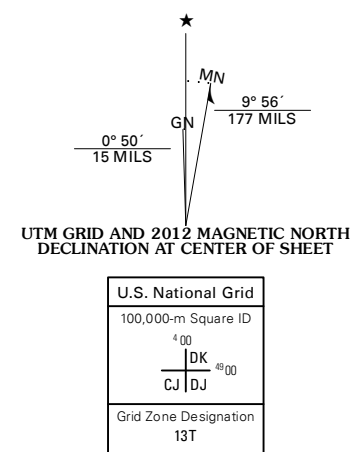 ★
MN
GN
9° 56´
177 MILS
0° 50´
15 MILS
UTM GRID AND 2012 MAGNETIC NORTH
DECLINATION AT CENTER OF SHEET
U.S. National Grid
100,000-m Square ID
4 00
DK
49 00
CJ DJ
Grid Zone Designation
13T